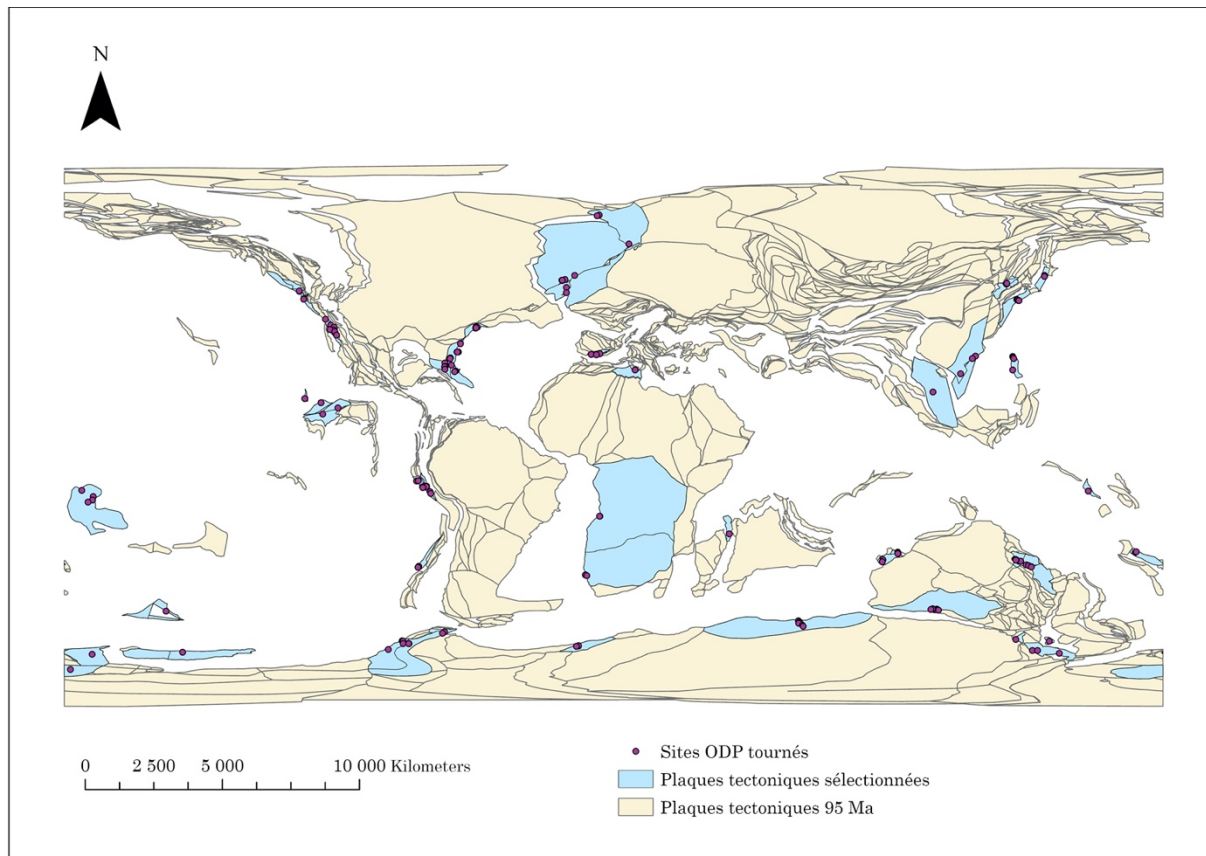 N
0 2 500 5 000 10 000 Kilometers
Sites ODP tournés
Plaques tectoniques sélectionnées
Plaques tectoniques 95 Ma